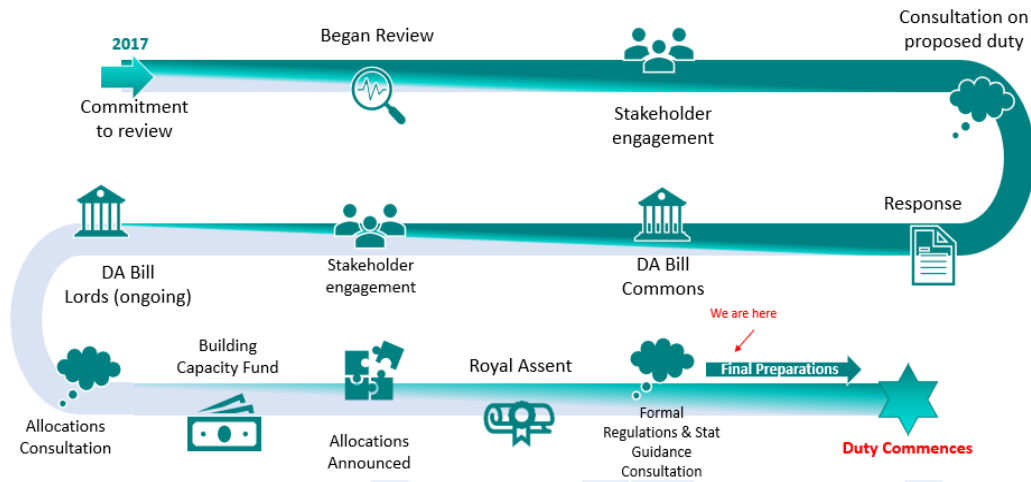 2017
Commitment
to review
Began Review
Stakeholder
engagement
Consultation on
proposed duty
Response
DA Bill
Commons
Stakeholder
engagement
DA Bill
Lords (ongoing)
Allocations
Consultation
Building
Capacity Fund
Allocations
Announced
Royal Assent
Formal
Regulations & Stat
Guidance
Consultation
We are here
Final Preparations
Duty Commences